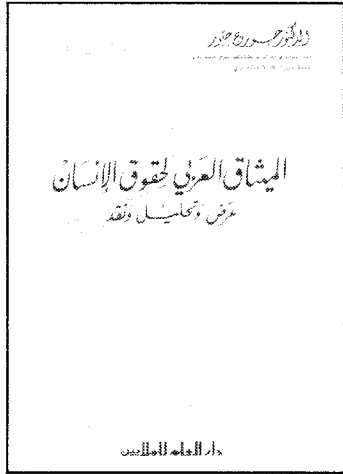 الدكتور جورج جبور
الميثاق العربي لحقوق الإنسان
عرض وتحليل ونقد
دار العلم للملايين